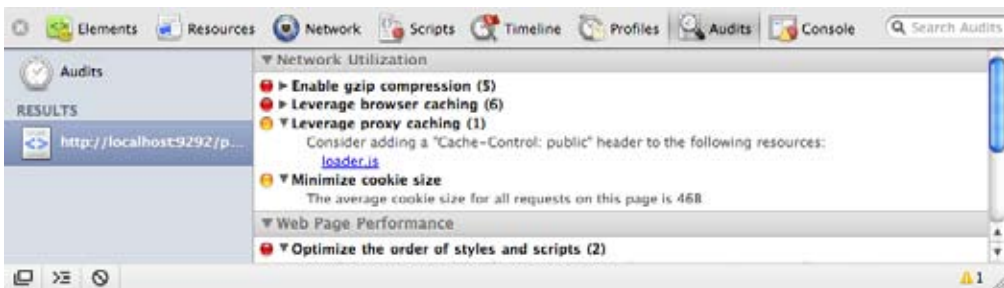 Elements Resources Network Scripts Timeline Profiles Audits Console Search Audits
Audits
RESULTS
http://localhost:9292/p...
Network Utilization
Enable gzip compression (5)
Leverage browser caching (6)
Leverage proxy caching (1)
Consider adding a "Cache-Control: public" header to the following resources:
loader.js
Minimize cookie size
The average cookie size for all requests on this page is 46B
Web Page Performance
Optimize the order of styles and scripts (2)
1